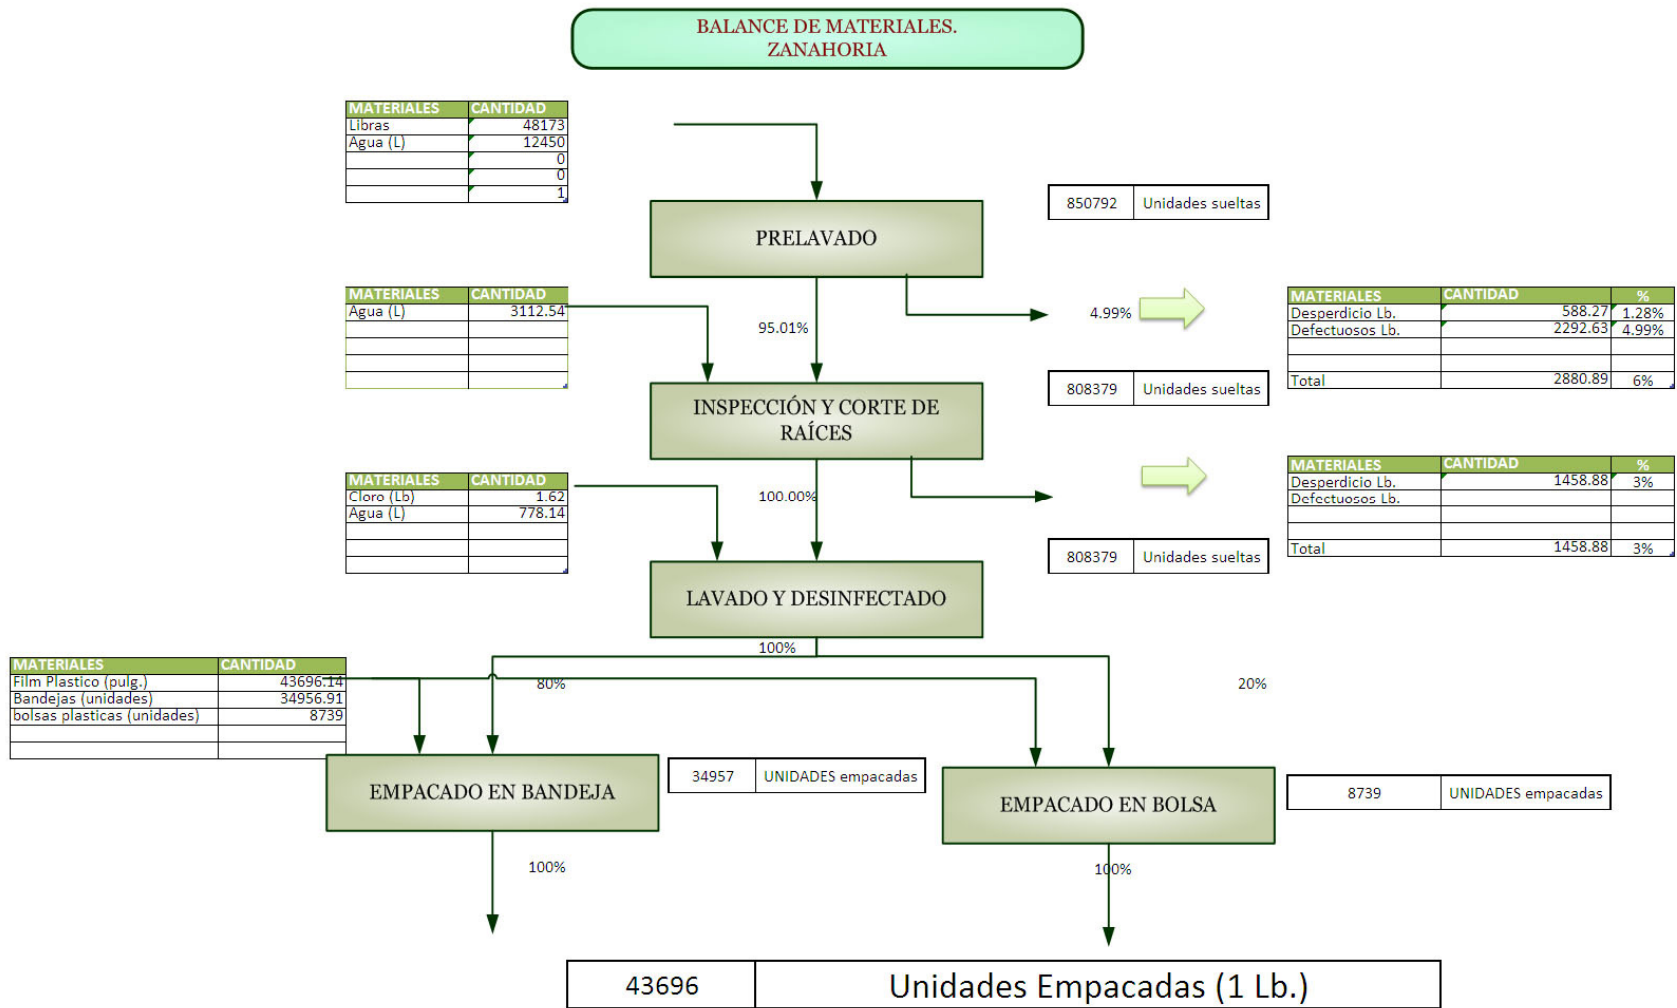 BALANCE DE MATERIALES.
ZANAHORIA
MATERIALES CANTIDAD
Libras 48173
Agua (L) 12450
0
0
1
850792 Unidades sueltas
PRELAVADO
MATERIALES CANTIDAD
Agua (L) 3112.54
95.01%
4.99%
MATERIALES CANTIDAD %
Desperdicio Lb. 588.27 1.28%
Defectuosos Lb. 2292.63 4.99%
Total 2880.89 6%
808379 Unidades sueltas
INSPECCIÓN Y CORTE DE
RAÍCES
MATERIALES CANTIDAD
Cloro (Lb) 1.62
Agua (L) 778.14
100.00%
MATERIALES CANTIDAD %
Desperdicio Lb. 1458.88 3%
Defectuosos Lb.
Total 1458.88 3%
808379 Unidades sueltas
LAVADO Y DESINFECTADO
100%
MATERIALES CANTIDAD
Film Plastico (pulg.) 43696.14
Bandejas (unidades) 34956.91
bolsas plasticas (unidades) 8739
80%
20%
EMPACADO EN BANDEJA
34957 UNIDADES empacadas
EMPACADO EN BOLSA
8739 UNIDADES empacadas
100%
100%
43696 Unidades Empacadas (1 Lb.)